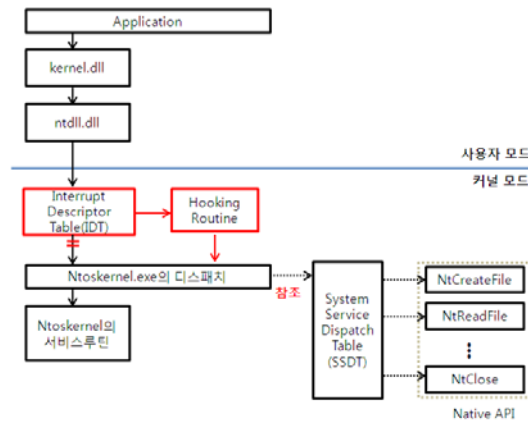 Application
kernel.dll
ntdll.dll
사용자 모드
커널 모드
Interrupt
Descriptor
Table(IDT)
Hooking
Routine
Ntoskernel.exe의 디스패치
참조
Ntoskernel의
서비스루틴
System
Service
Dispatch
Table
(SSDT)
NtCreateFile
NtReadFile
NtClose
Native API